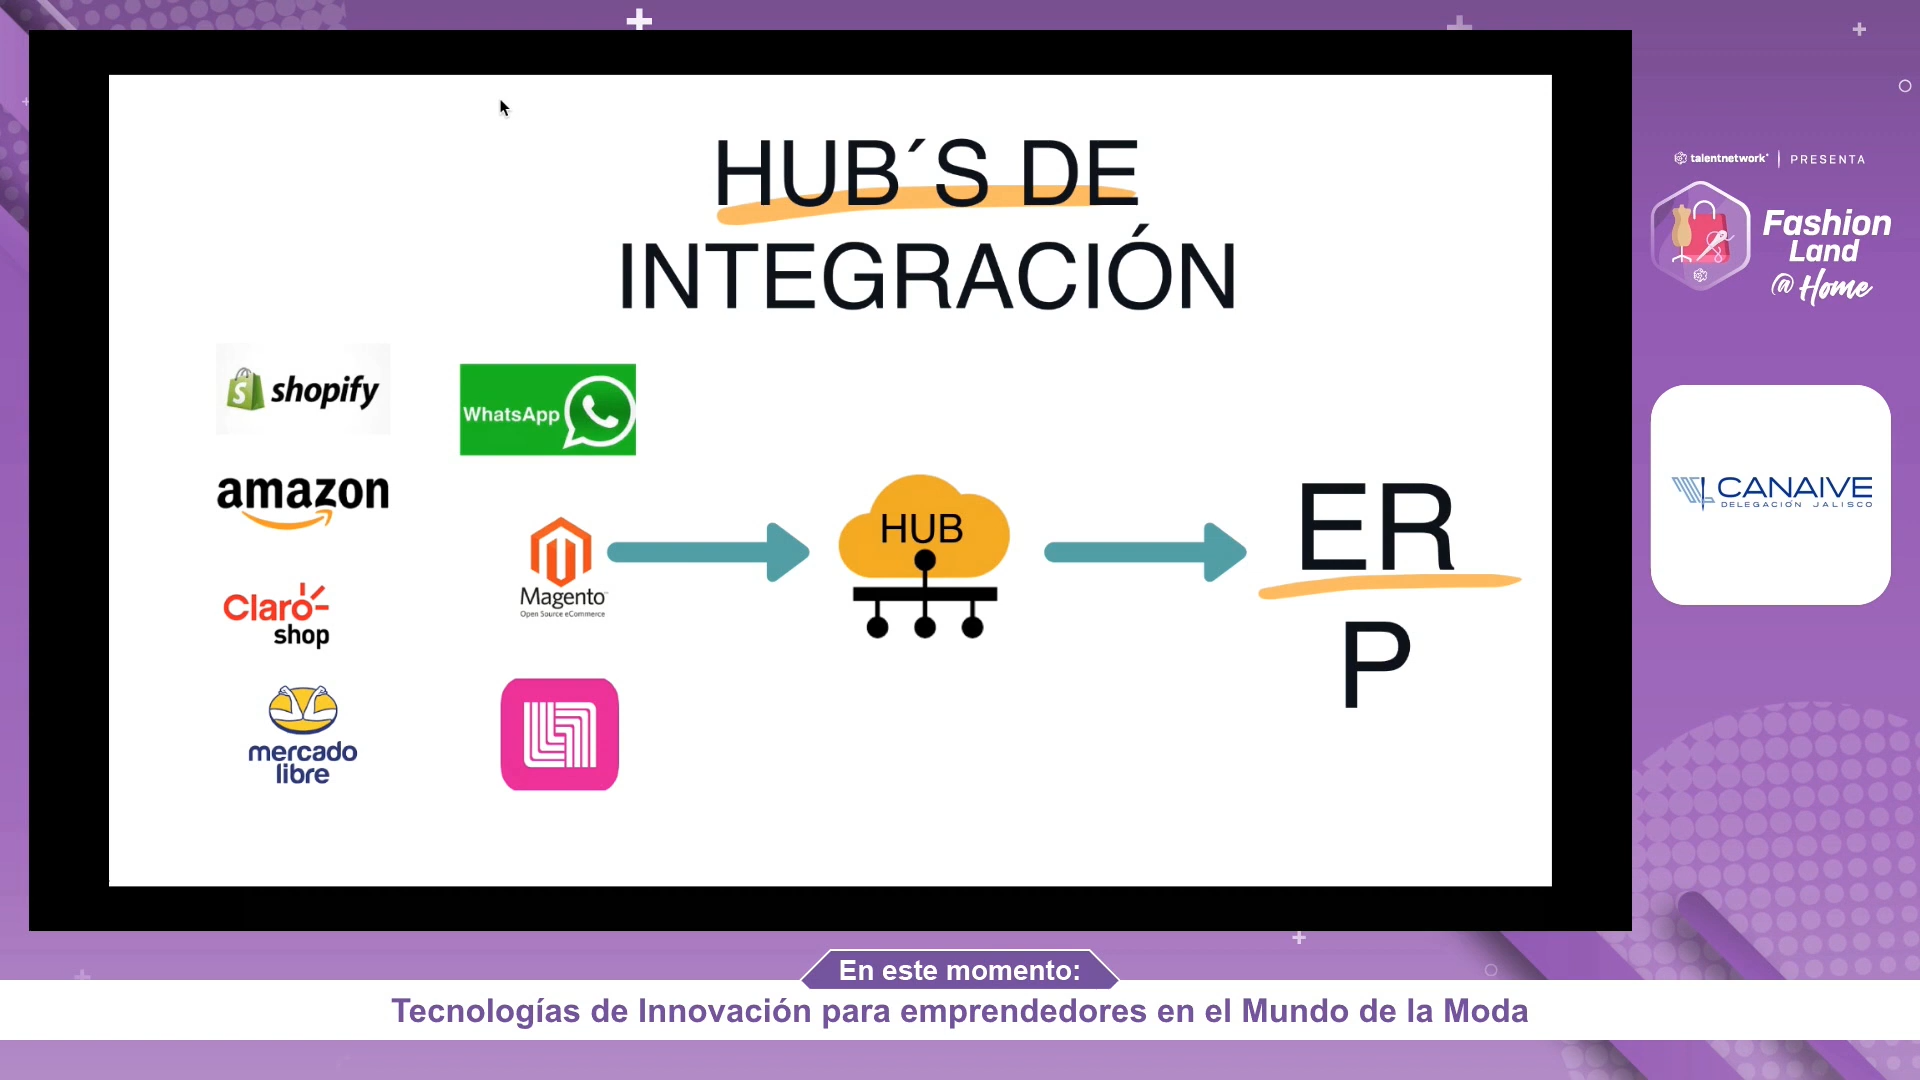 HUB´S DE
INTEGRACIÓN
shopify
WhatsApp
amazon
Claro
shop
Magento
Open Source eCommerce
mercado
libre
HUB
ER
P
talentnetwork
PRESENTA
Fashion
Land
@ Home
CANAIVE
DELEGACIÓN JALISCO
En este momento:
Tecnologías de Innovación para emprendedores en el Mundo de la Moda